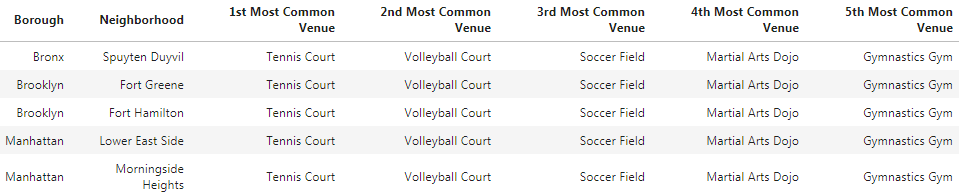 Borough Neighborhood 1st Most Common Venue 2nd Most Common Venue 3rd Most Common Venue 4th Most Common Venue 5th Most Common Venue
Bronx Spuyten Duyvil Tennis Court Volleyball Court Soccer Field Martial Arts Dojo Gymnastics Gym
Brooklyn Fort Greene Tennis Court Volleyball Court Soccer Field Martial Arts Dojo Gymnastics Gym
Brooklyn Fort Hamilton Tennis Court Volleyball Court Soccer Field Martial Arts Dojo Gymnastics Gym
Manhattan Lower East Side Tennis Court Volleyball Court Soccer Field Martial Arts Dojo Gymnastics Gym
Manhattan Morningside Heights Tennis Court Volleyball Court Soccer Field Martial Arts Dojo Gymnastics Gym